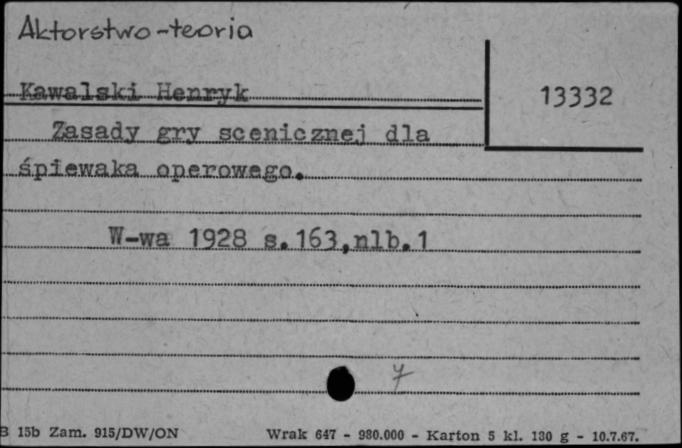 Aktorstwo-teoria
Kawalski Henryk
13332
Zasady gry scenicznej dla
śpiewaka operowego.
W-wa 1928 s.163,nlb.1
7
B 15b Zam. 915/DW/ON Wrak 647 - 980.000 - Karton 5 kl. 130 g - 10.7.67.